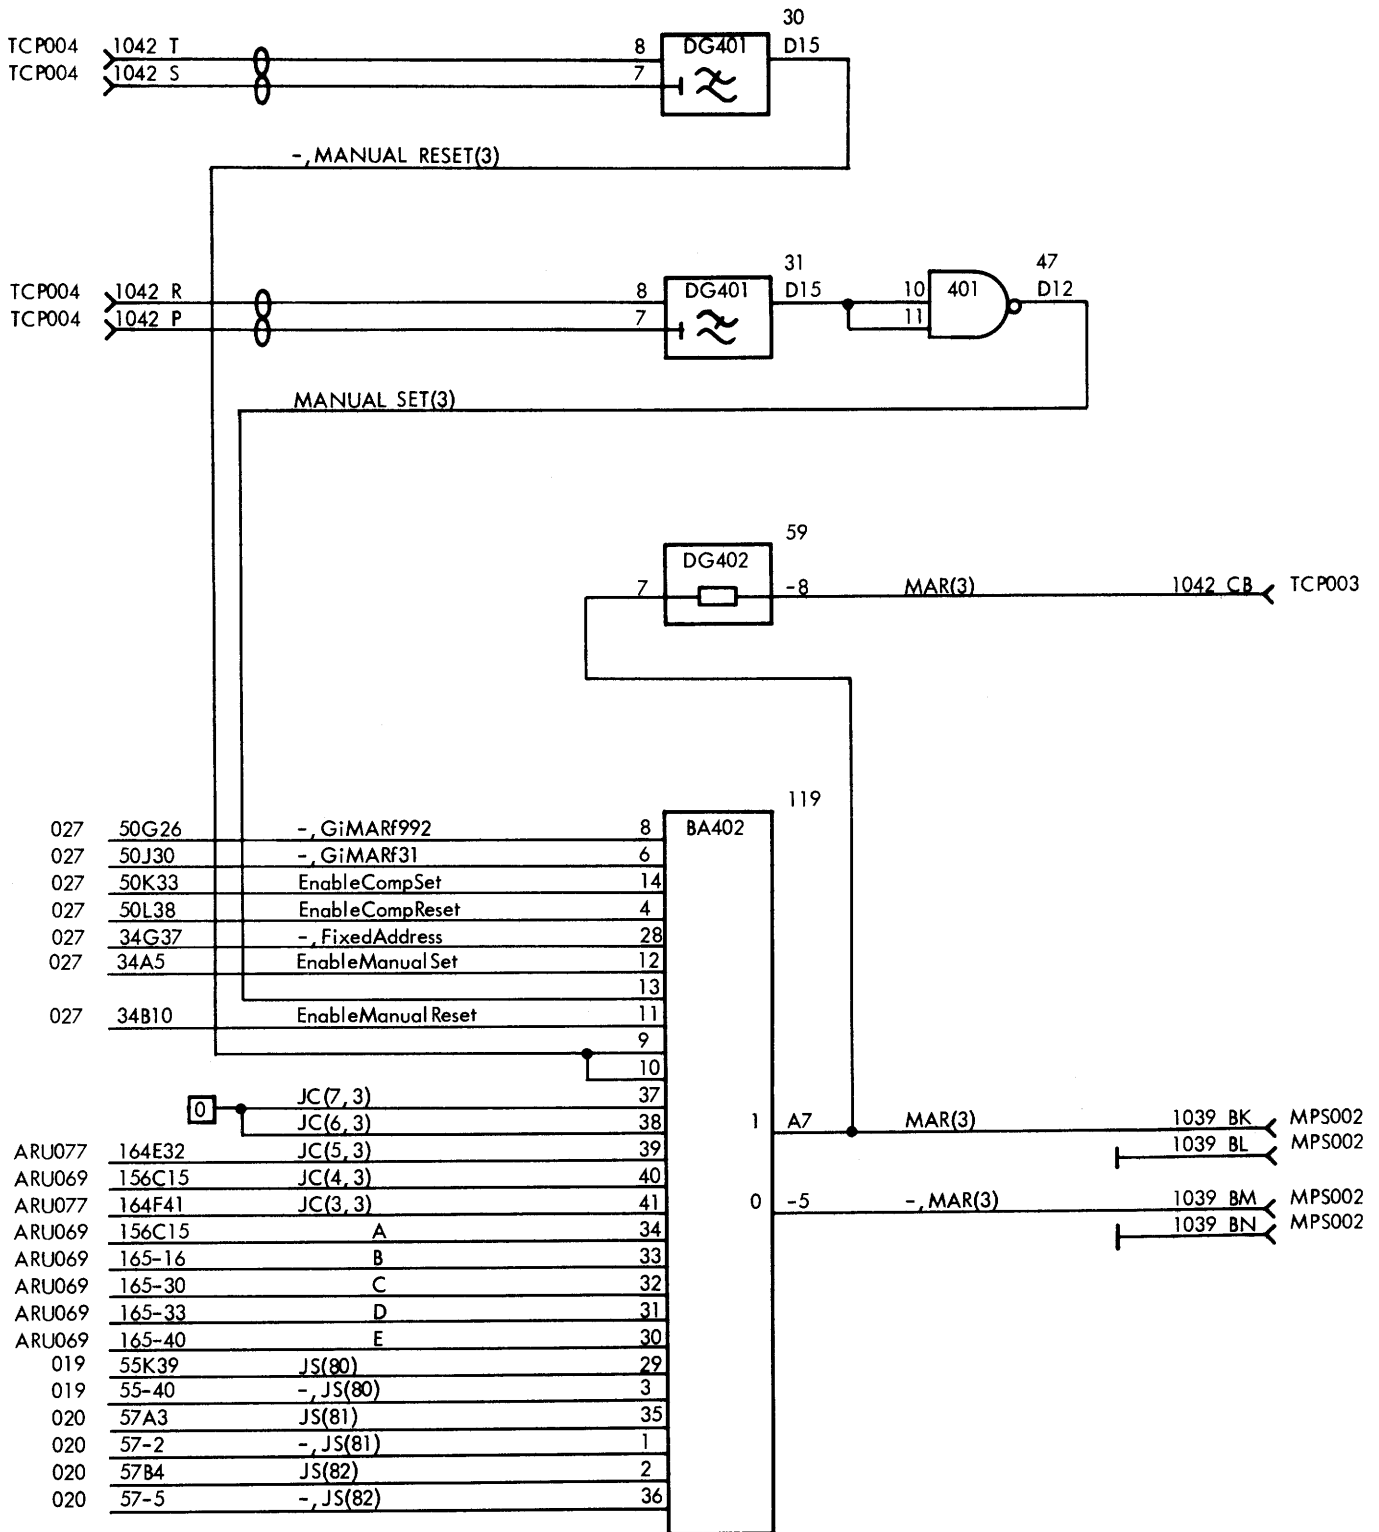 30
TCP004 1042 T 8 DG401 D15
TCP004 1042 S 7
-,MANUAL RESET(3)
31 47
TCP004 1042 R 8 DG401 D15 10 401 D12
TCP004 1042 P 7 11
MANUAL SET(3)
59
DG402
7 -8 MAR(3) 1042 CB TCP003
119
027 50G26 -,GiMARf992 8 BA402
027 50J30 -,GiMARf31 6
027 50K33 EnableCompSet 14
027 50L38 EnableCompReset 4
027 34G37 -,FixedAddress 28
027 34A5 EnableManualSet 12
13
027 34B10 EnableManualReset 11
9
10
0 JC(7,3) 37
JC(6,3) 38 1 A7 MAR(3) 1039 BK MPS002
ARU077 164E32 JC(5,3) 39 1039 BL MPS002
ARU069 156C15 JC(4,3) 40
ARU077 164F41 JC(3,3) 41 0 -5 -,MAR(3) 1039 BM MPS002
ARU069 156C15 A 34 1039 BN MPS002
ARU069 165-16 B 33
ARU069 165-30 C 32
ARU069 165-33 D 31
ARU069 165-40 E 30
019 55K39 JS(80) 29
019 55-40 -,JS(80) 3
020 57A3 JS(81) 35
020 57-2 -,JS(81) 1
020 57B4 JS(82) 2
020 57-5 -,JS(82) 36